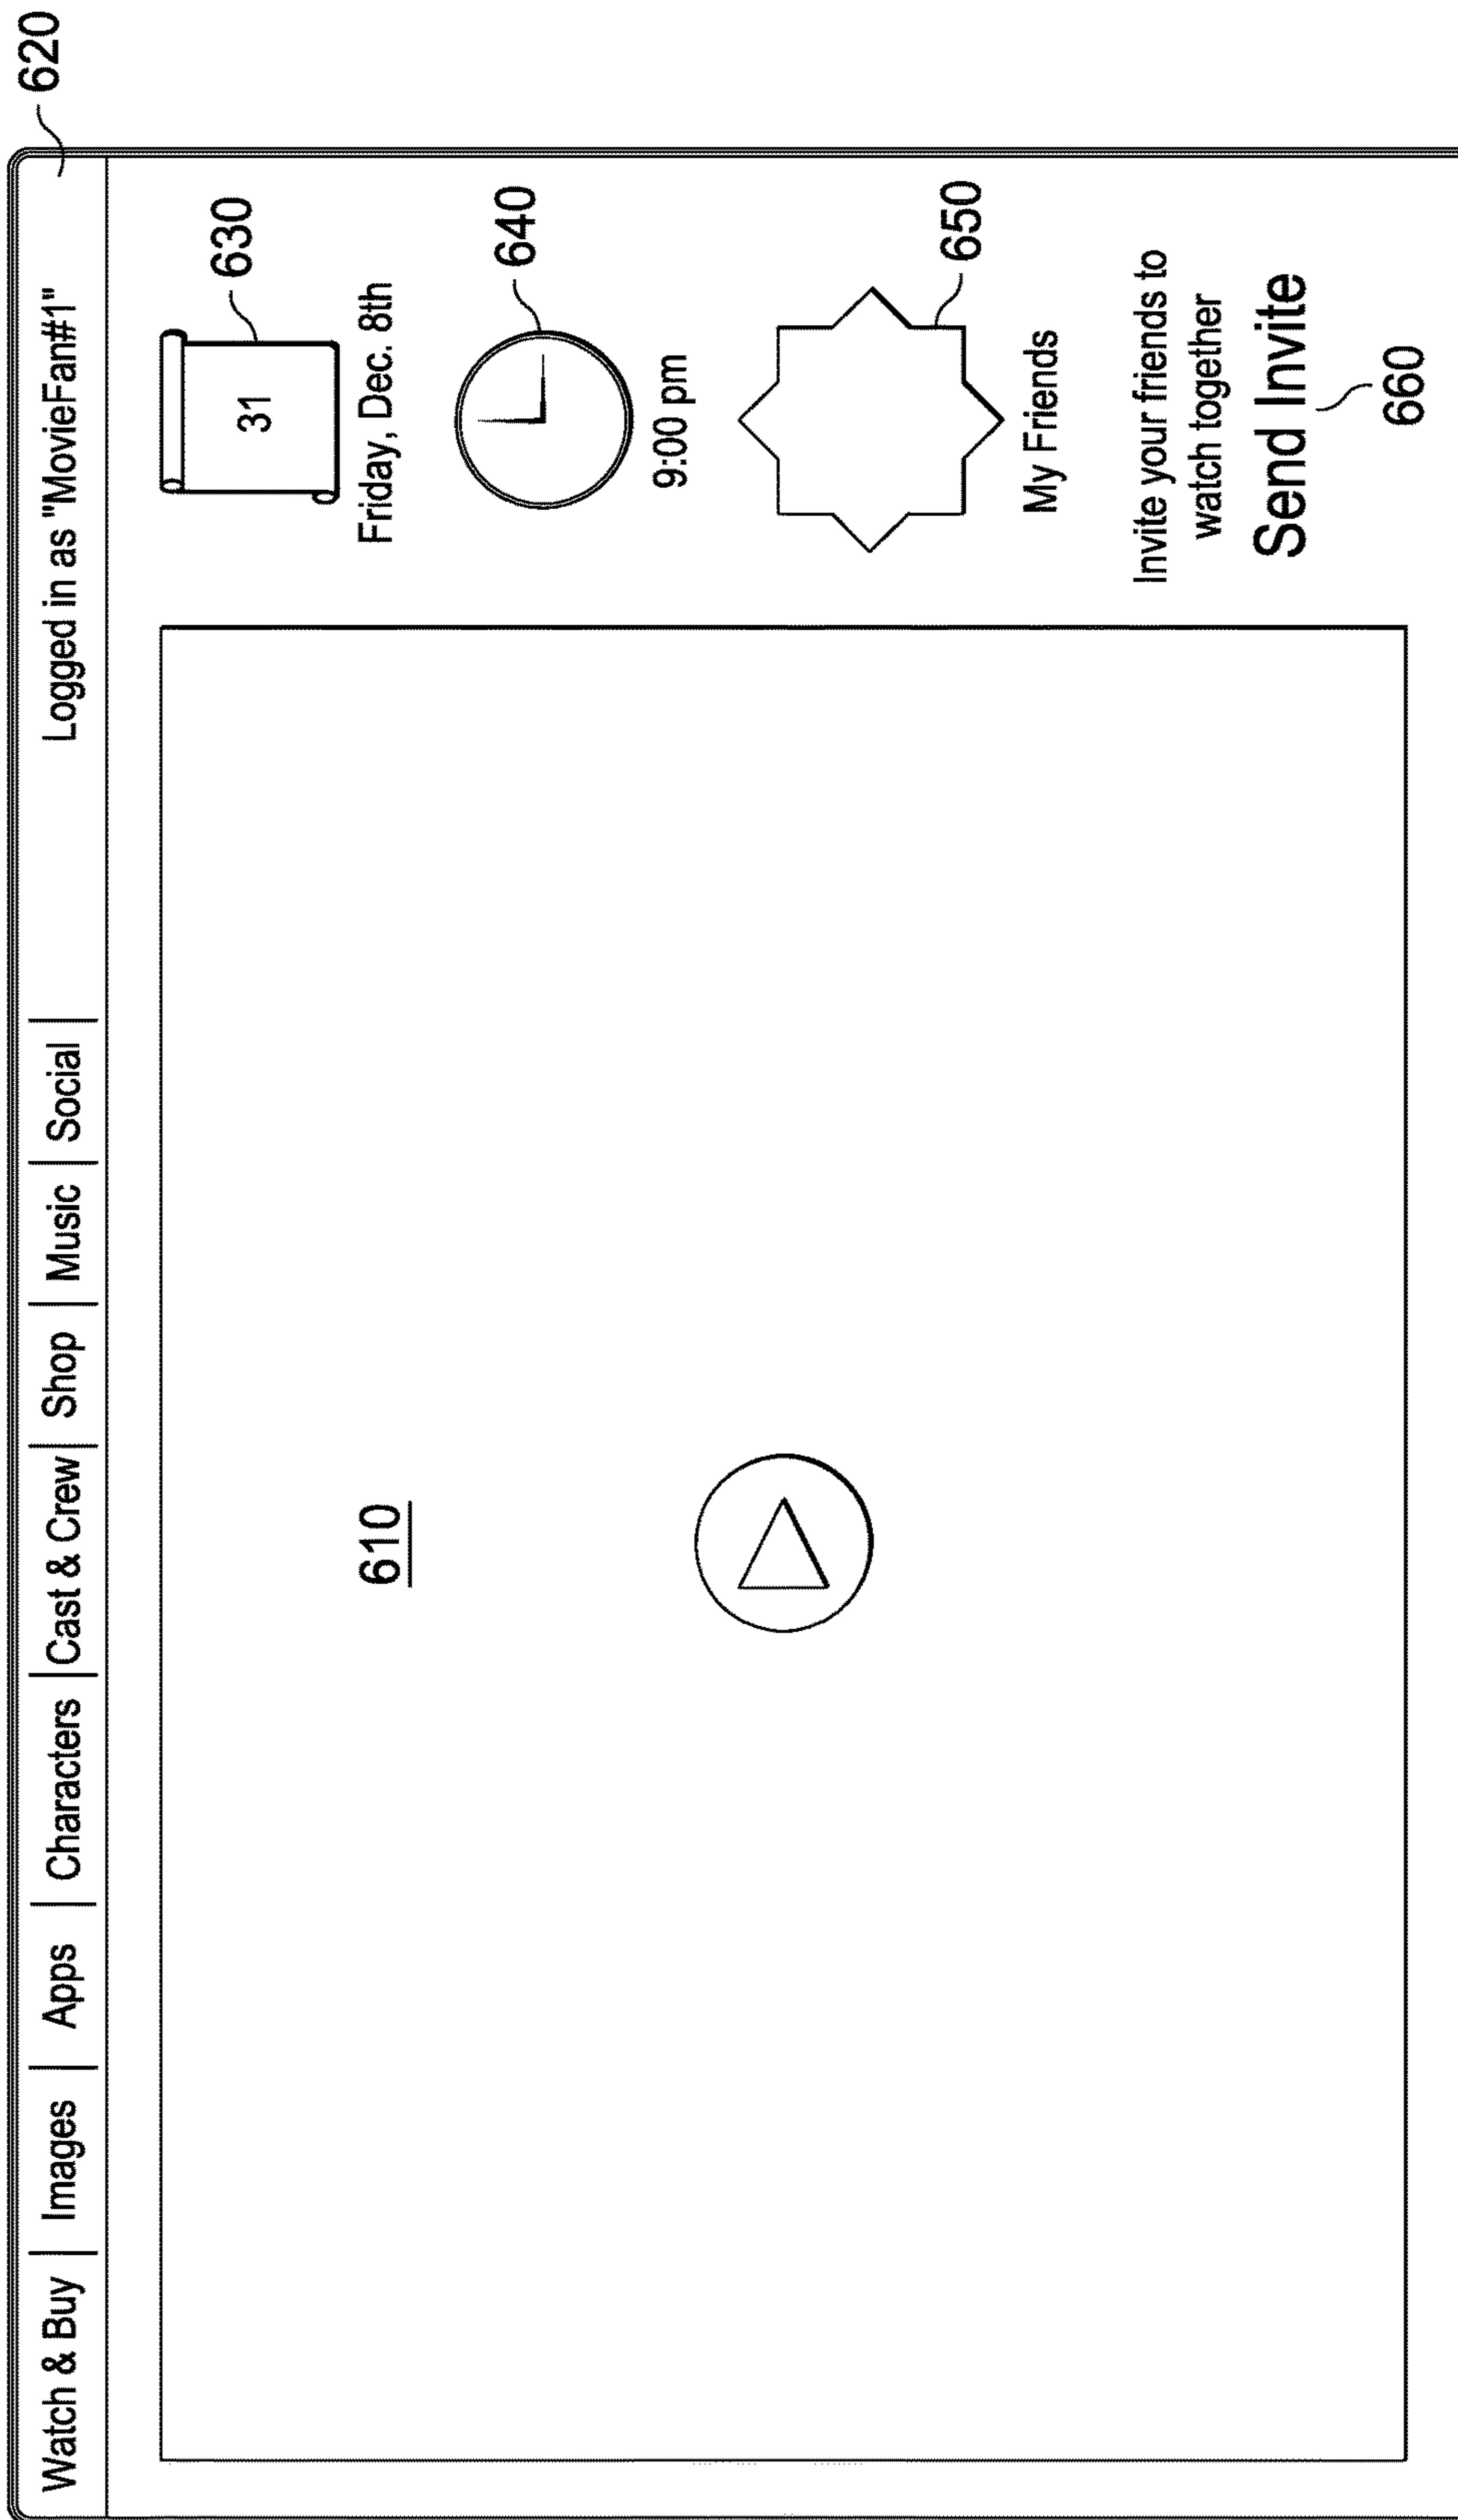 620
Watch & Buy | Images | Apps | Characters | Cast & Crew | Shop | Music | Social | Logged in as "MovieFan#1"
610
630
31
Friday, Dec. 8th
640
9:00 pm
650
My Friends
Invite your friends to
watch together
Send Invite
660